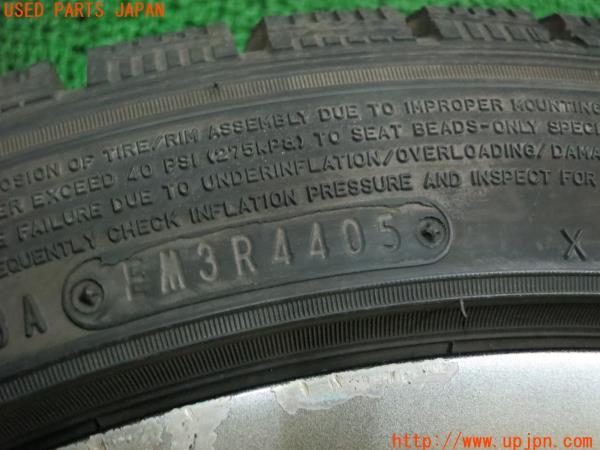 USED PARTS JAPAN
OSION OF TIRE/RIM ASSEMBLY DUE TO IMPROPER MOUNTING
ER EXCEED 40 PSI (275KPa) TO SEAT BEADS-ONLY SPECI
E FAILURE DUE TO UNDERINFLATION/OVERLOADING/DAMA
EQUENTLY CHECK INFLATION PRESSURE AND INSPECT FOR
A FM3R4405 X
http://www.upjpn.com/